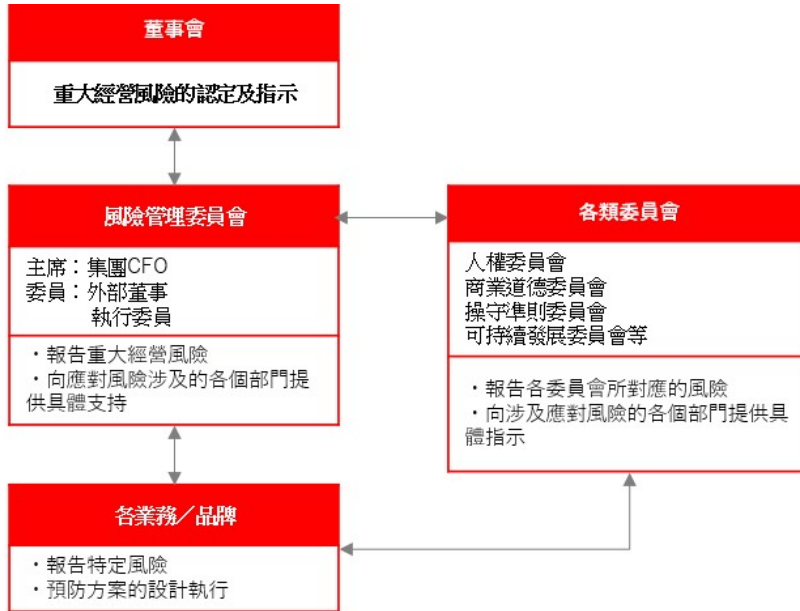 董事會
重大經營風險的認定及指示
風險管理委員會
主席：集團CFO
委員：外部董事
執行委員
・報告重大經營風險
・向應對風險涉及的各個部門提
供具體支持
各類委員會
人權委員會
商業道德委員會
操守準則委員會
可持續發展委員會等
・報告各委員會所對應的風險
・向涉及應對風險的各個部門提供具
體指示
各業務／品牌
・報告特定風險
・預防方案的設計執行